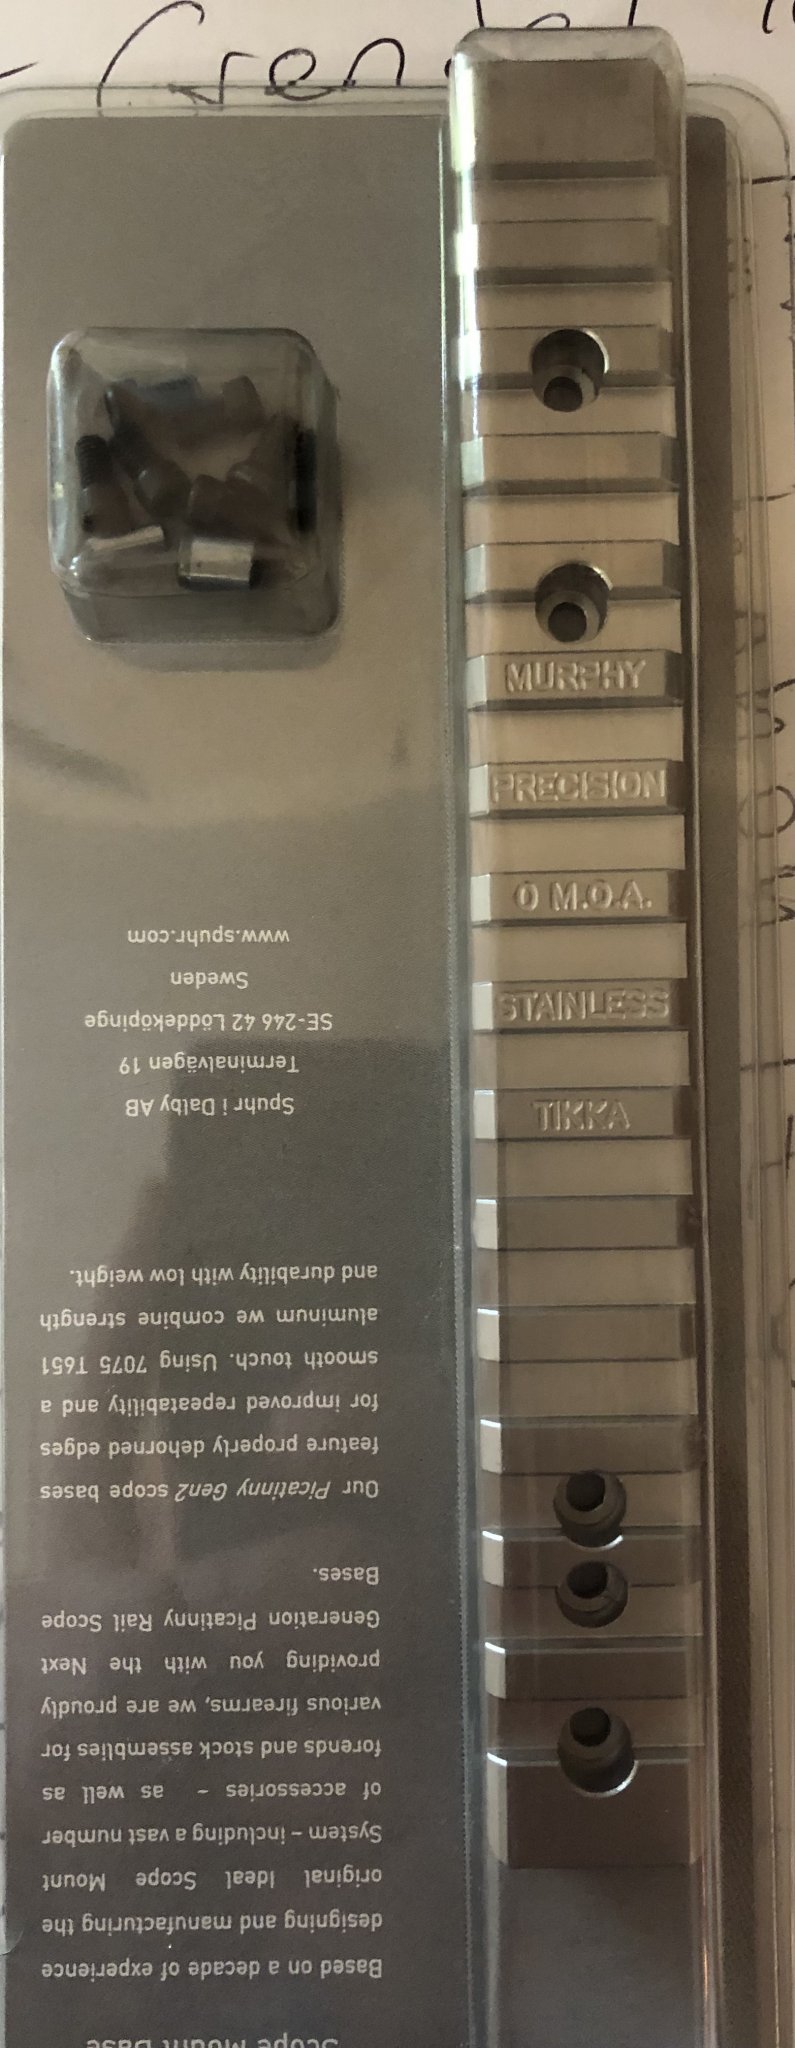 Grendel
MURPHY
PRECISION
0 M.O.A.
STAINLESS
TIKKA
Scope Mount Base
Based on a decade of experience
designing and manufacturing the
original Ideal Scope Mount
System – including a vast number
of accessories – as well as
forends and stock assemblies for
various firearms, we are proudly
providing you with the Next
Generation Picatinny Rail Scope
Bases.
Our Picatinny Gen2 scope bases
feature properly dehorned edges
for improved repeatability and a
smooth touch. Using 7075 T651
aluminum we combine strength
and durability with low weight.
Spuhr i Dalby AB
Terminalvägen 19
SE-246 42 Löddeköpinge
Sweden
www.spuhr.com